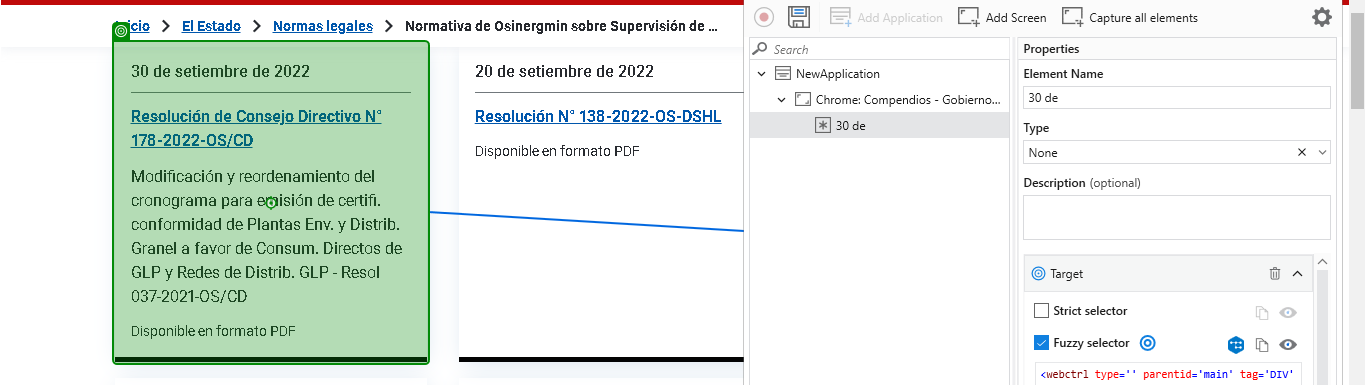 Inicio > El Estado > Normas legales > Normativa de Osinergmin sobre Supervisión de ...
30 de setiembre de 2022
Resolución de Consejo Directivo N°
178-2022-OS/CD
Modificación y reordenamiento del
cronograma para emisión de certifi.
conformidad de Plantas Env. y Distrib.
Granel a favor de Consum. Directos de
GLP y Redes de Distrib. GLP - Resol
037-2021-OS/CD
Disponible en formato PDF
20 de setiembre de 2022
Resolución N° 138-2022-OS-DSHL
Disponible en formato PDF
Add Application
Add Screen
Capture all elements
Search
NewApplication
Chrome: Compendios - Gobierno...
30 de
Properties
Element Name
30 de
Type
None
Description (optional)
Target
Strict selector
Fuzzy selector
<webctrl type='' parentid='main' tag='DIV'